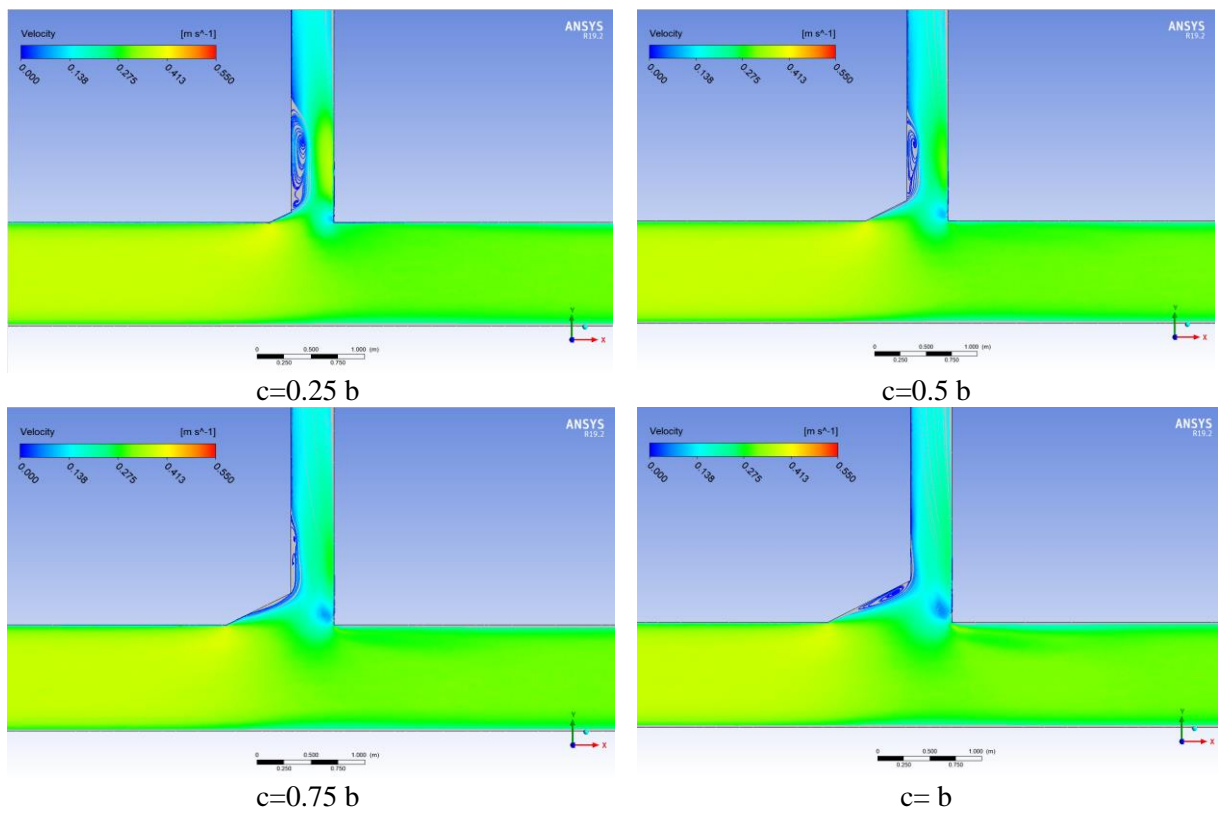 Velocity [m s^-1]
0.000 0.138 0.275 0.413 0.550
ANSYS
R19.2
Y
X
0 0.500 1.000 (m)
0.250 0.750
c=0.25 b
Velocity [m s^-1]
0.000 0.138 0.275 0.413 0.550
ANSYS
R19.2
Y
X
0 0.500 1.000 (m)
0.250 0.750
c=0.5 b
Velocity [m s^-1]
0.000 0.138 0.275 0.413 0.550
ANSYS
R19.2
Y
X
0 0.500 1.000 (m)
0.250 0.750
c=0.75 b
Velocity [m s^-1]
0.000 0.138 0.275 0.413 0.550
ANSYS
R19.2
Y
X
0 0.500 1.000 (m)
0.250 0.750
c= b